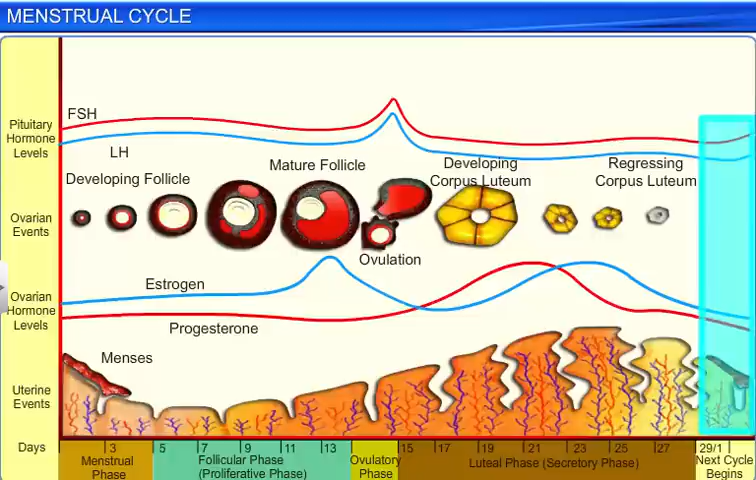 MENSTRUAL CYCLE
Pituitary
Hormone
Levels
FSH
LH
Developing Follicle
Mature Follicle
Developing
Corpus Luteum
Regressing
Corpus Luteum
Ovarian
Events
Ovulation
Ovarian
Hormone
Levels
Estrogen
Progesterone
Menses
Uterine
Events
Days 3 5 7 9 11 13 15 17 19 21 23 25 27 29/1
Menstrual
Phase
Follicular Phase
(Proliferative Phase)
Ovulatory
Phase
Luteal Phase (Secretory Phase)
Next Cycle
Begins